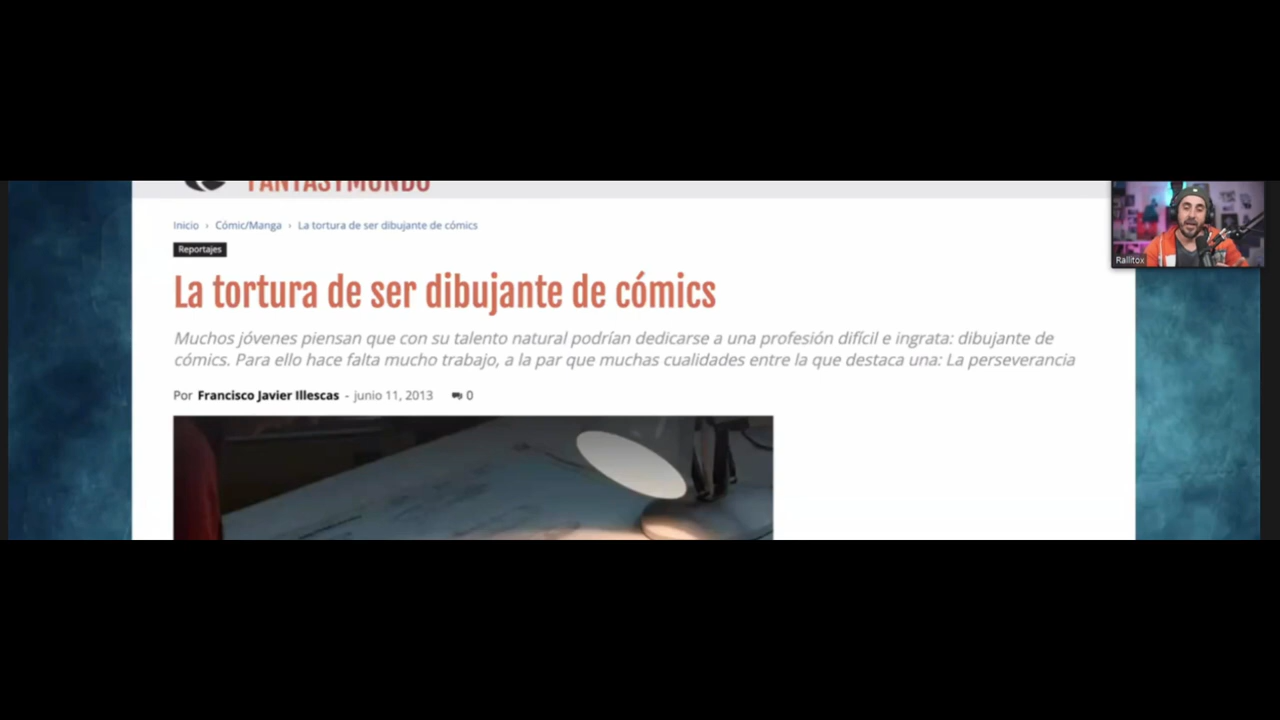 FANTASYMUNDO
Inicio › Cómic/Manga › La tortura de ser dibujante de cómics
Reportajes
La tortura de ser dibujante de cómics
Muchos jóvenes piensan que con su talento natural podrían dedicarse a una profesión difícil e ingrata: dibujante de
cómics. Para ello hace falta mucho trabajo, a la par que muchas cualidades entre la que destaca una: La perseverancia
Por Francisco Javier Illescas - junio 11, 2013 0
Rallitox